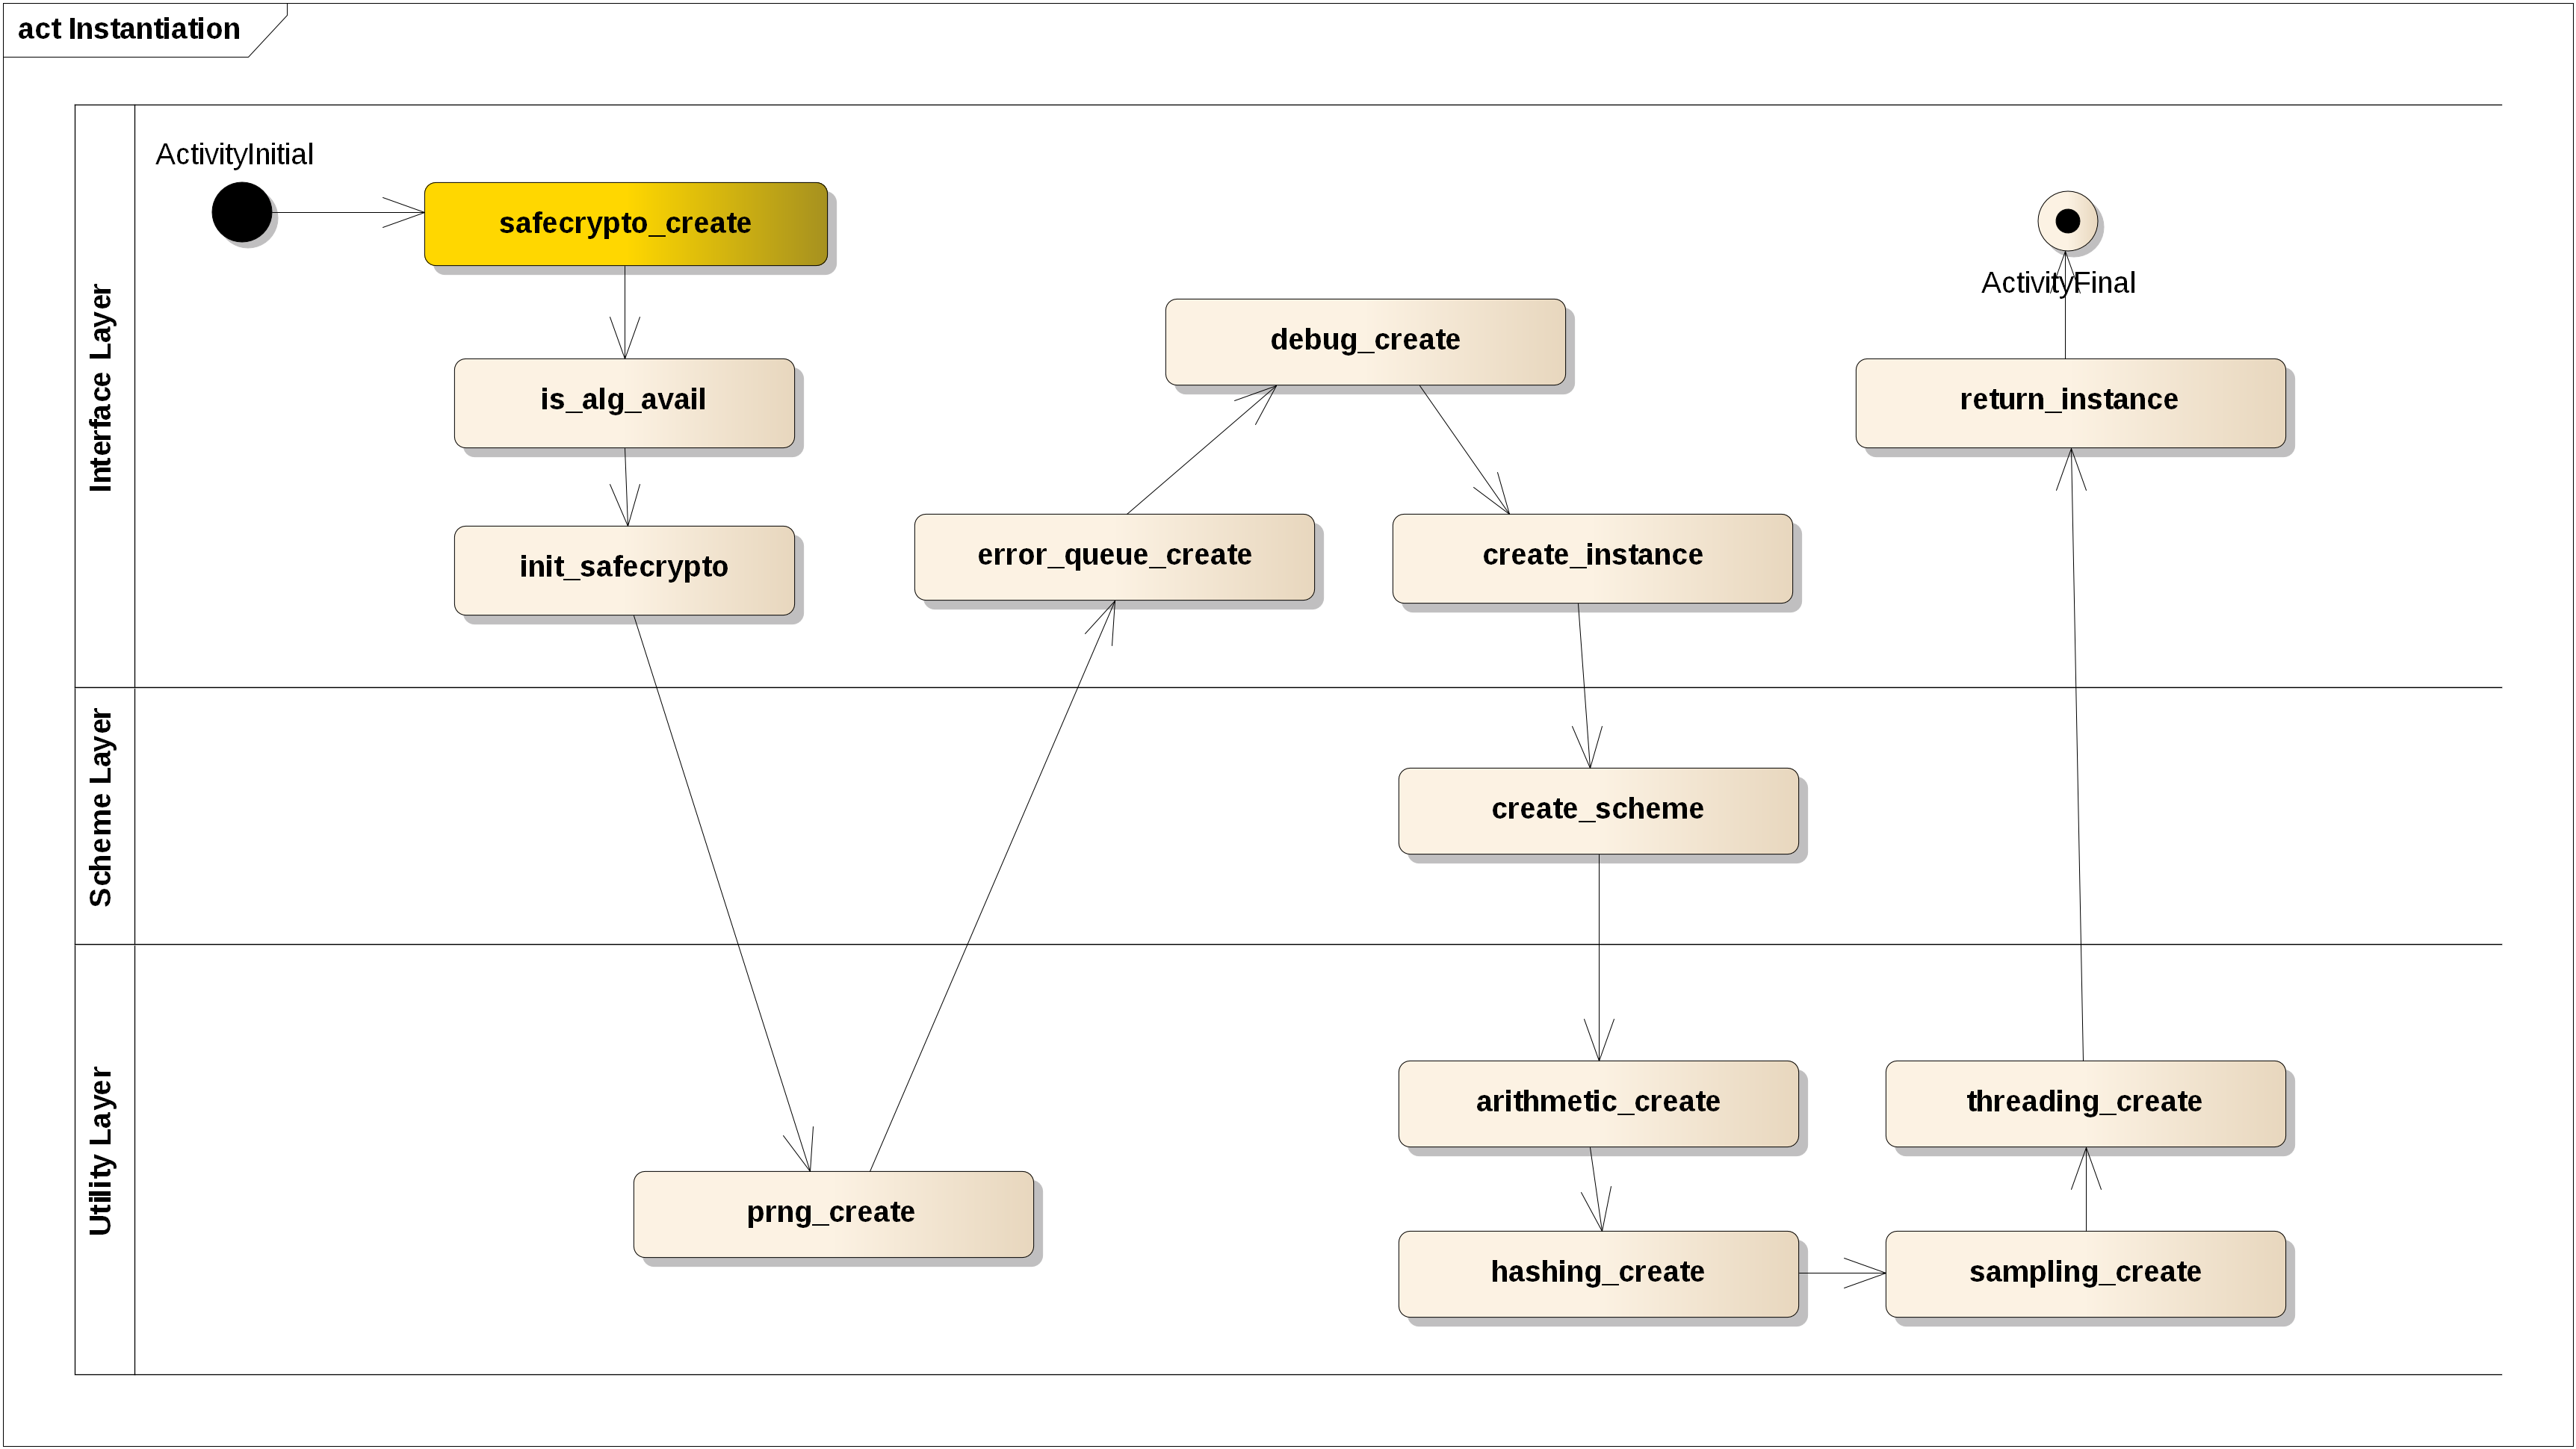 act Instantiation
Interface Layer
ActivityInitial
safecrypto_create
is_alg_avail
init_safecrypto
debug_create
error_queue_create
create_instance
ActivityFinal
return_instance
Scheme Layer
create_scheme
Utility Layer
prng_create
arithmetic_create
threading_create
hashing_create
sampling_create